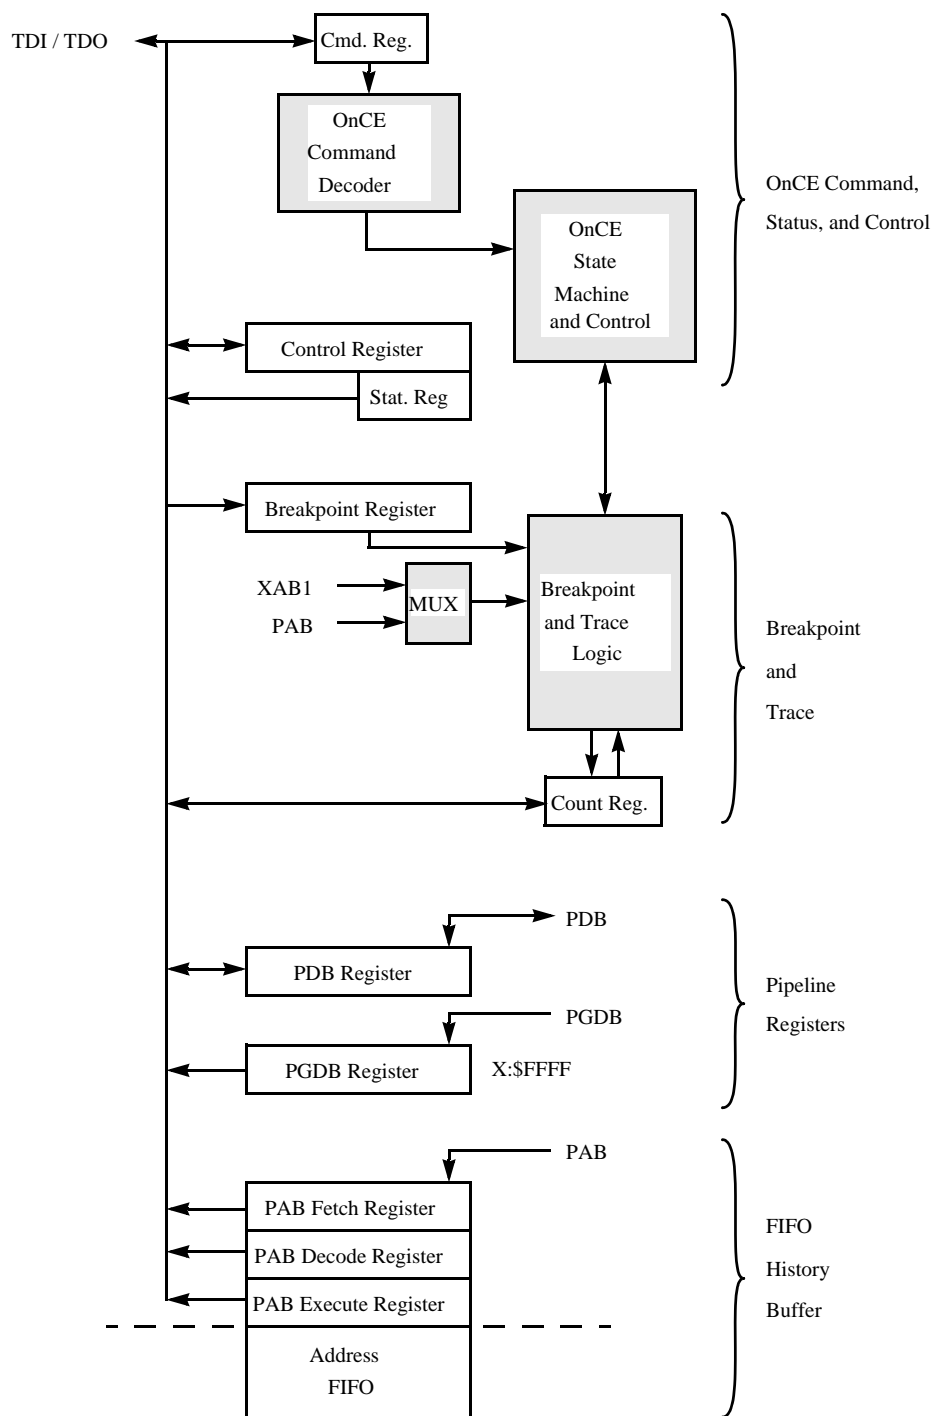 TDI / TDO
Cmd. Reg.
OnCE
Command
Decoder
OnCE
State
Machine
and Control
OnCE Command,
Status, and Control
Control Register
Stat. Reg
Breakpoint Register
XAB1
PAB
MUX
Breakpoint
and Trace
Logic
Breakpoint
and
Trace
Count Reg.
PDB
PDB Register
PGDB
PGDB Register
X:$FFFF
Pipeline
Registers
PAB
PAB Fetch Register
PAB Decode Register
PAB Execute Register
Address
FIFO
FIFO
History
Buffer